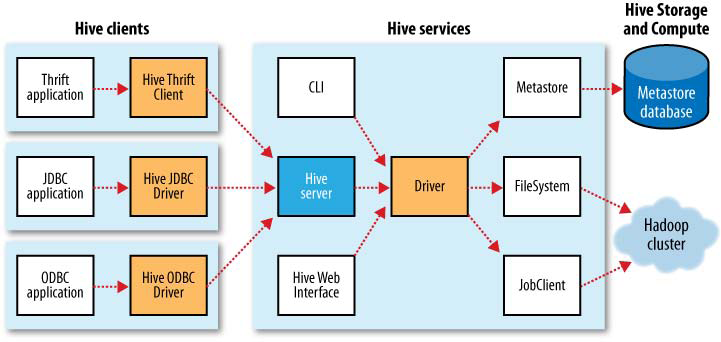 Hive clients
Thrift
application
Hive Thrift
Client
JDBC
application
Hive JDBC
Driver
ODBC
application
Hive ODBC
Driver
Hive services
CLI
Hive
server
Hive Web
Interface
Driver
Metastore
FileSystem
JobClient
Hive Storage
and Compute
Metastore
database
Hadoop
cluster